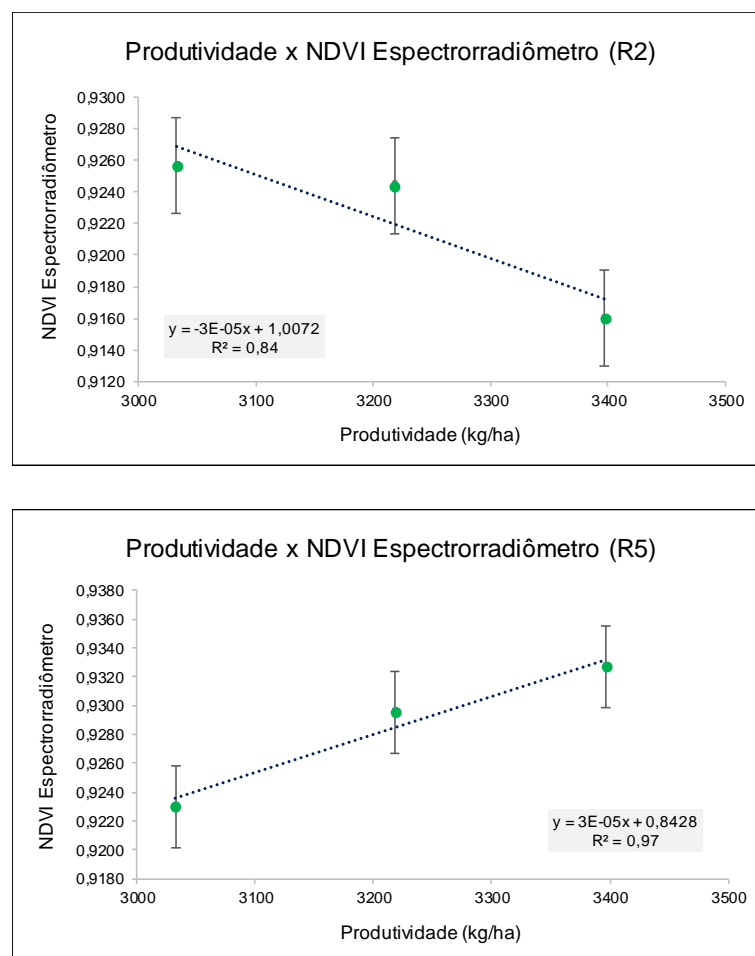 Produtividade x NDVI Espectrorradiômetro (R2)
NDVI Espectrorradiômetro
0,9300
0,9280
0,9260
0,9240
0,9220
0,9200
0,9180
0,9160
0,9140
0,9120
y = -3E-05x + 1,0072
R² = 0,84
3000 3100 3200 3300 3400 3500
Produtividade (kg/ha)
Produtividade x NDVI Espectrorradiômetro (R5)
NDVI Espectrorradiômetro
0,9380
0,9360
0,9340
0,9320
0,9300
0,9280
0,9260
0,9240
0,9220
0,9200
0,9180
y = 3E-05x + 0,8428
R² = 0,97
3000 3100 3200 3300 3400 3500
Produtividade (kg/ha)